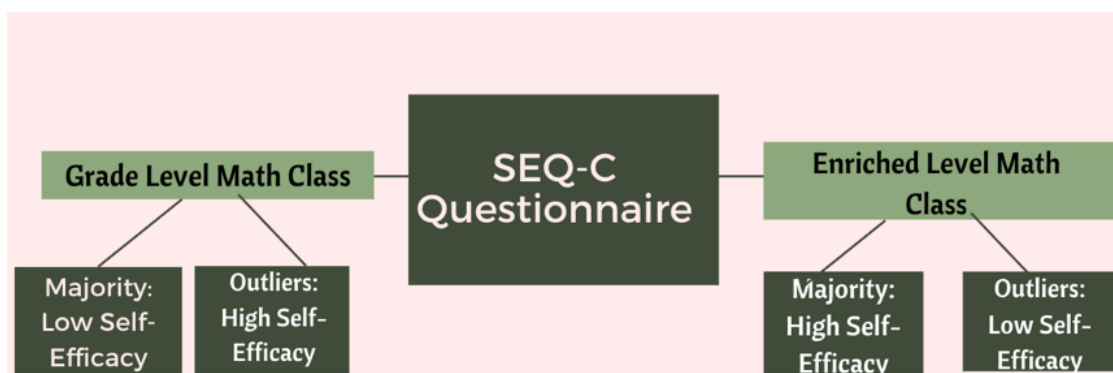 SEQ-C
Questionnaire
Grade Level Math Class
Majority:
Low Self-
Efficacy
Outliers:
High Self-
Efficacy
Enriched Level Math
Class
Majority:
High Self-
Efficacy
Outliers:
Low Self-
Efficacy